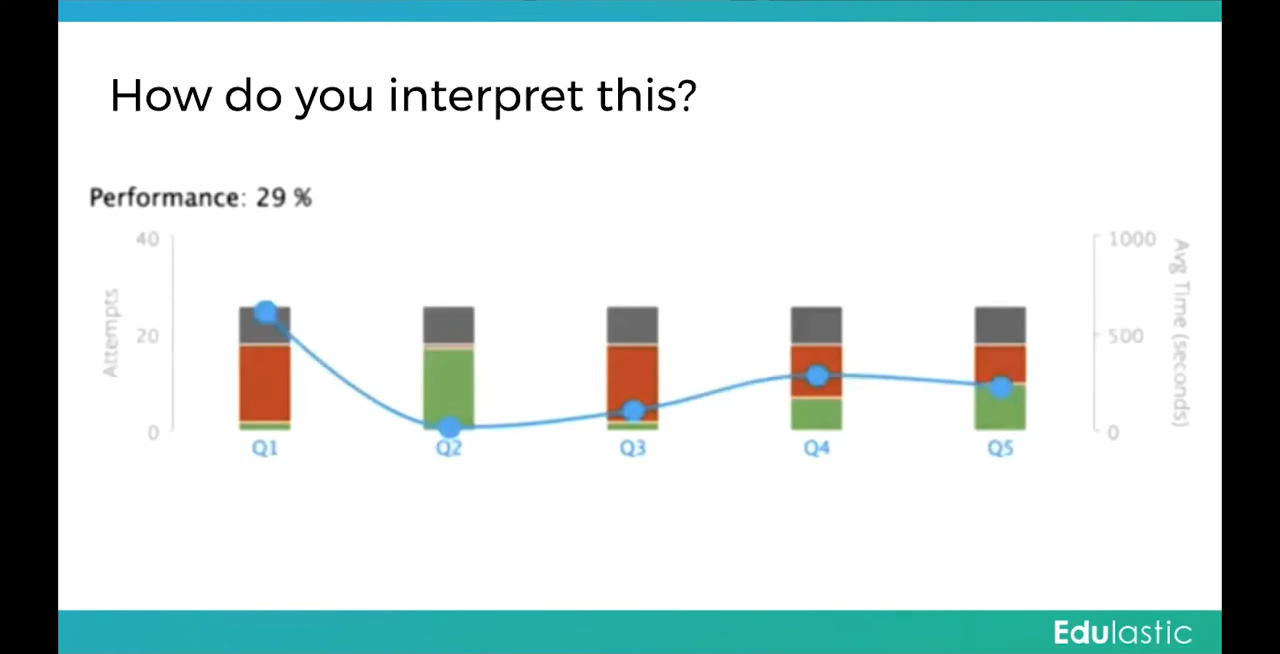 How do you interpret this?
Performance: 29 %
40
20
0
Attempts
1000
500
0
Avg Time (seconds)
Q1
Q2
Q3
Q4
Q5
Edulastic